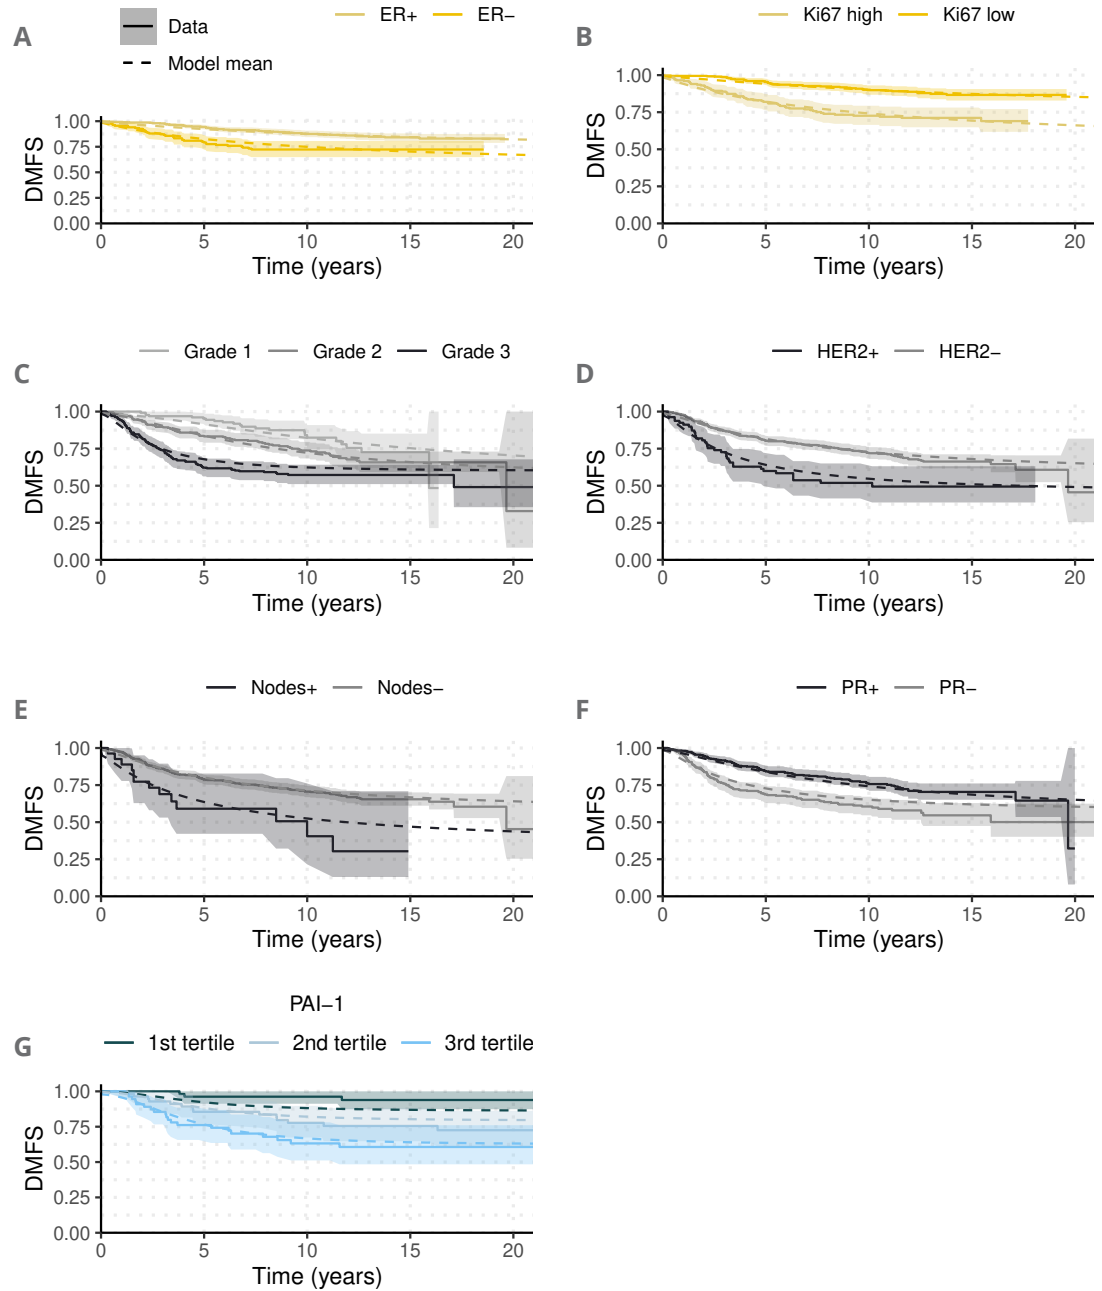 A
Data
Model mean
ER+ ER−
DMFS
1.00
0.75
0.50
0.25
0.00
0 5 10 15 20
Time (years)
B
Ki67 high Ki67 low
DMFS
1.00
0.75
0.50
0.25
0.00
0 5 10 15 20
Time (years)
C
Grade 1 Grade 2 Grade 3
DMFS
1.00
0.75
0.50
0.25
0.00
0 5 10 15 20
Time (years)
D
HER2+ HER2−
DMFS
1.00
0.75
0.50
0.25
0.00
0 5 10 15 20
Time (years)
E
Nodes+ Nodes−
DMFS
1.00
0.75
0.50
0.25
0.00
0 5 10 15 20
Time (years)
F
PR+ PR−
DMFS
1.00
0.75
0.50
0.25
0.00
0 5 10 15 20
Time (years)
G
PAI−1
1st tertile 2nd tertile 3rd tertile
DMFS
1.00
0.75
0.50
0.25
0.00
0 5 10 15 20
Time (years)